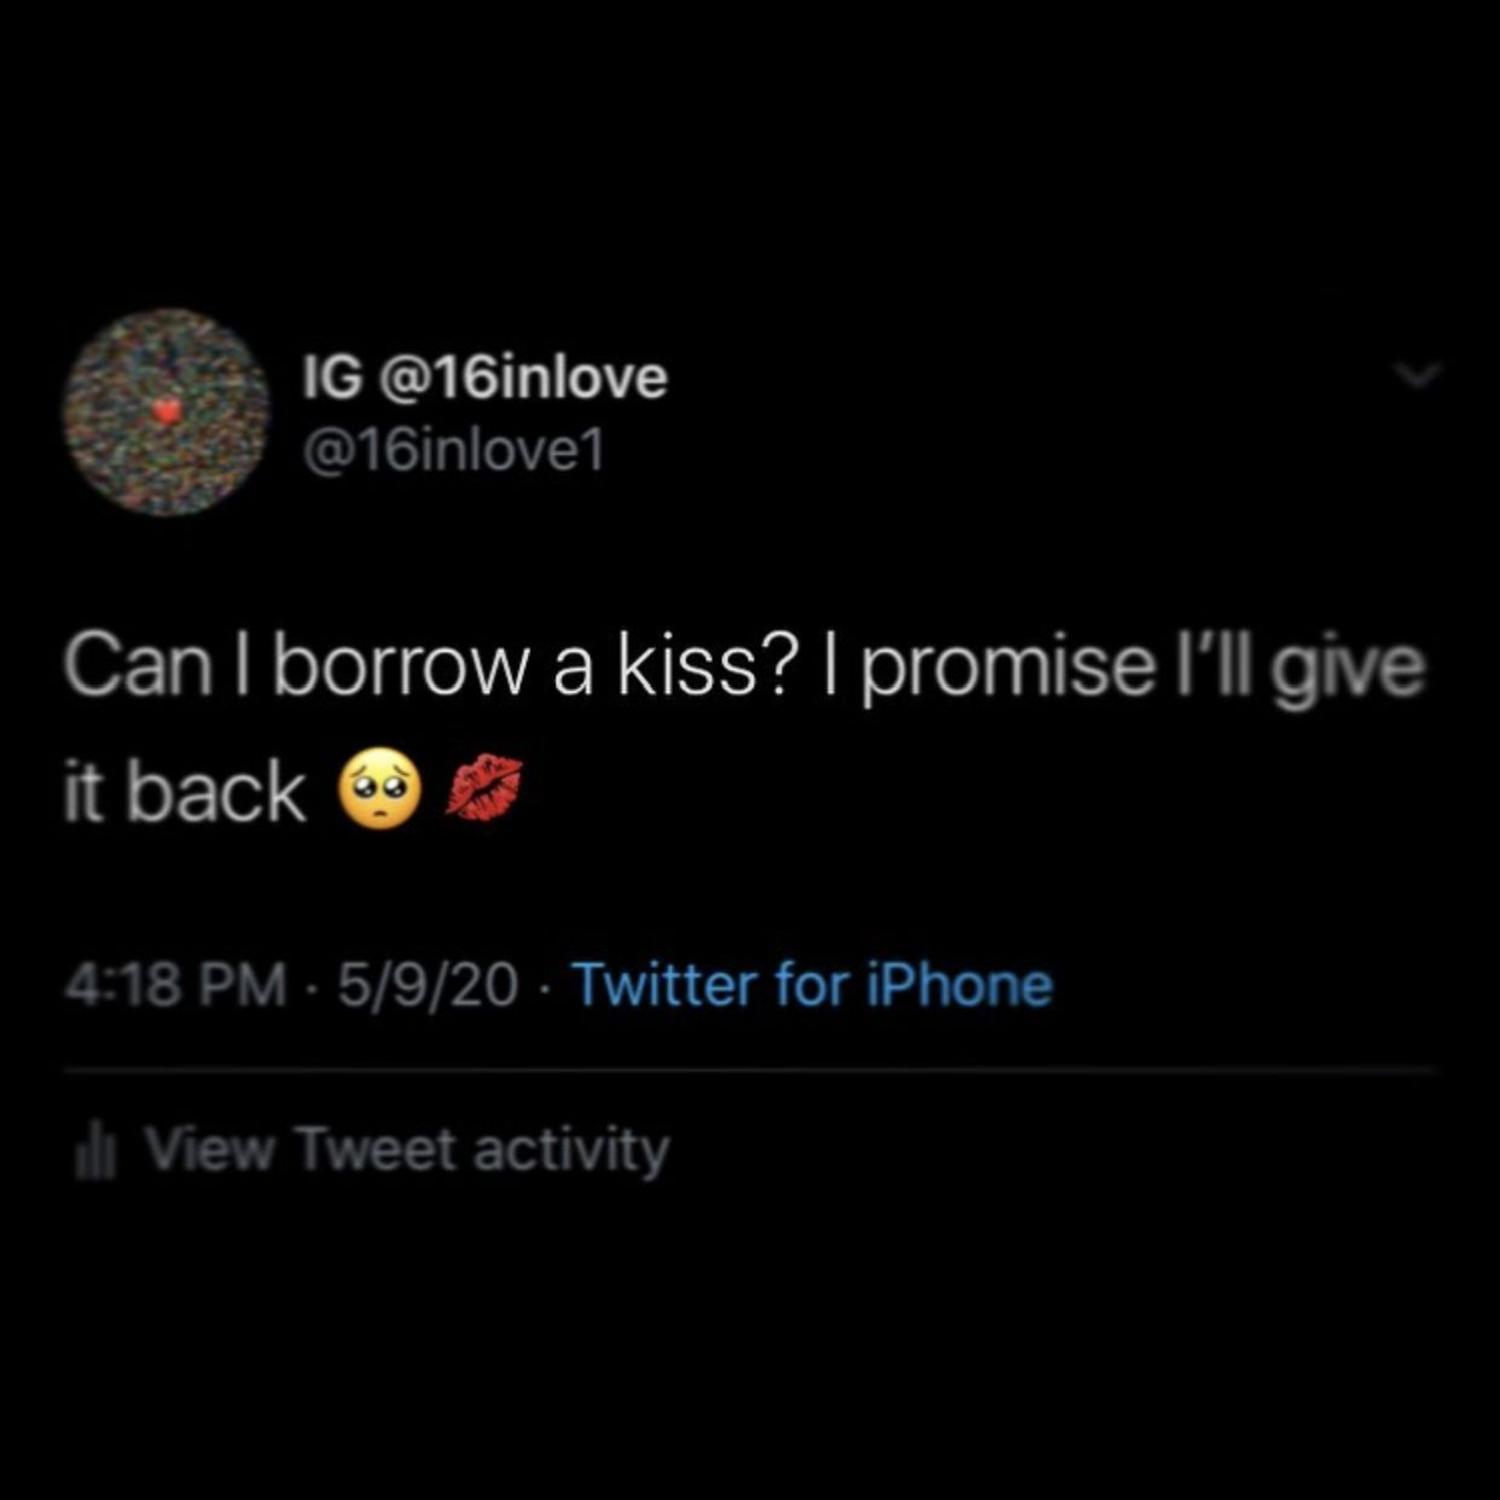 IG @16inlove
@16inlove1
Can I borrow a kiss? I promise I’ll give
it back 🥺 💋
4:18 PM · 5/9/20 · Twitter for iPhone
View Tweet activity